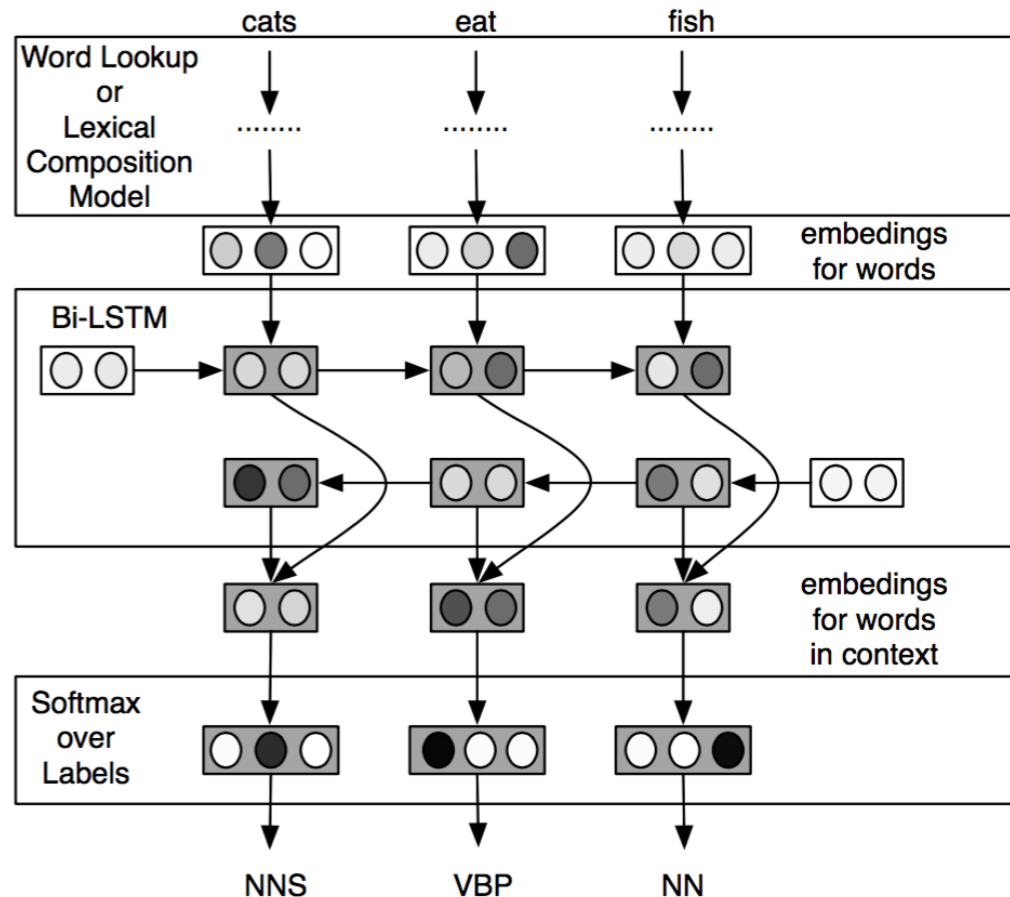 cats eat fish
Word Lookup
or
Lexical
Composition
Model
........ ........ ........
embedings
for words
Bi-LSTM
embedings
for words
in context
Softmax
over
Labels
NNS VBP NN